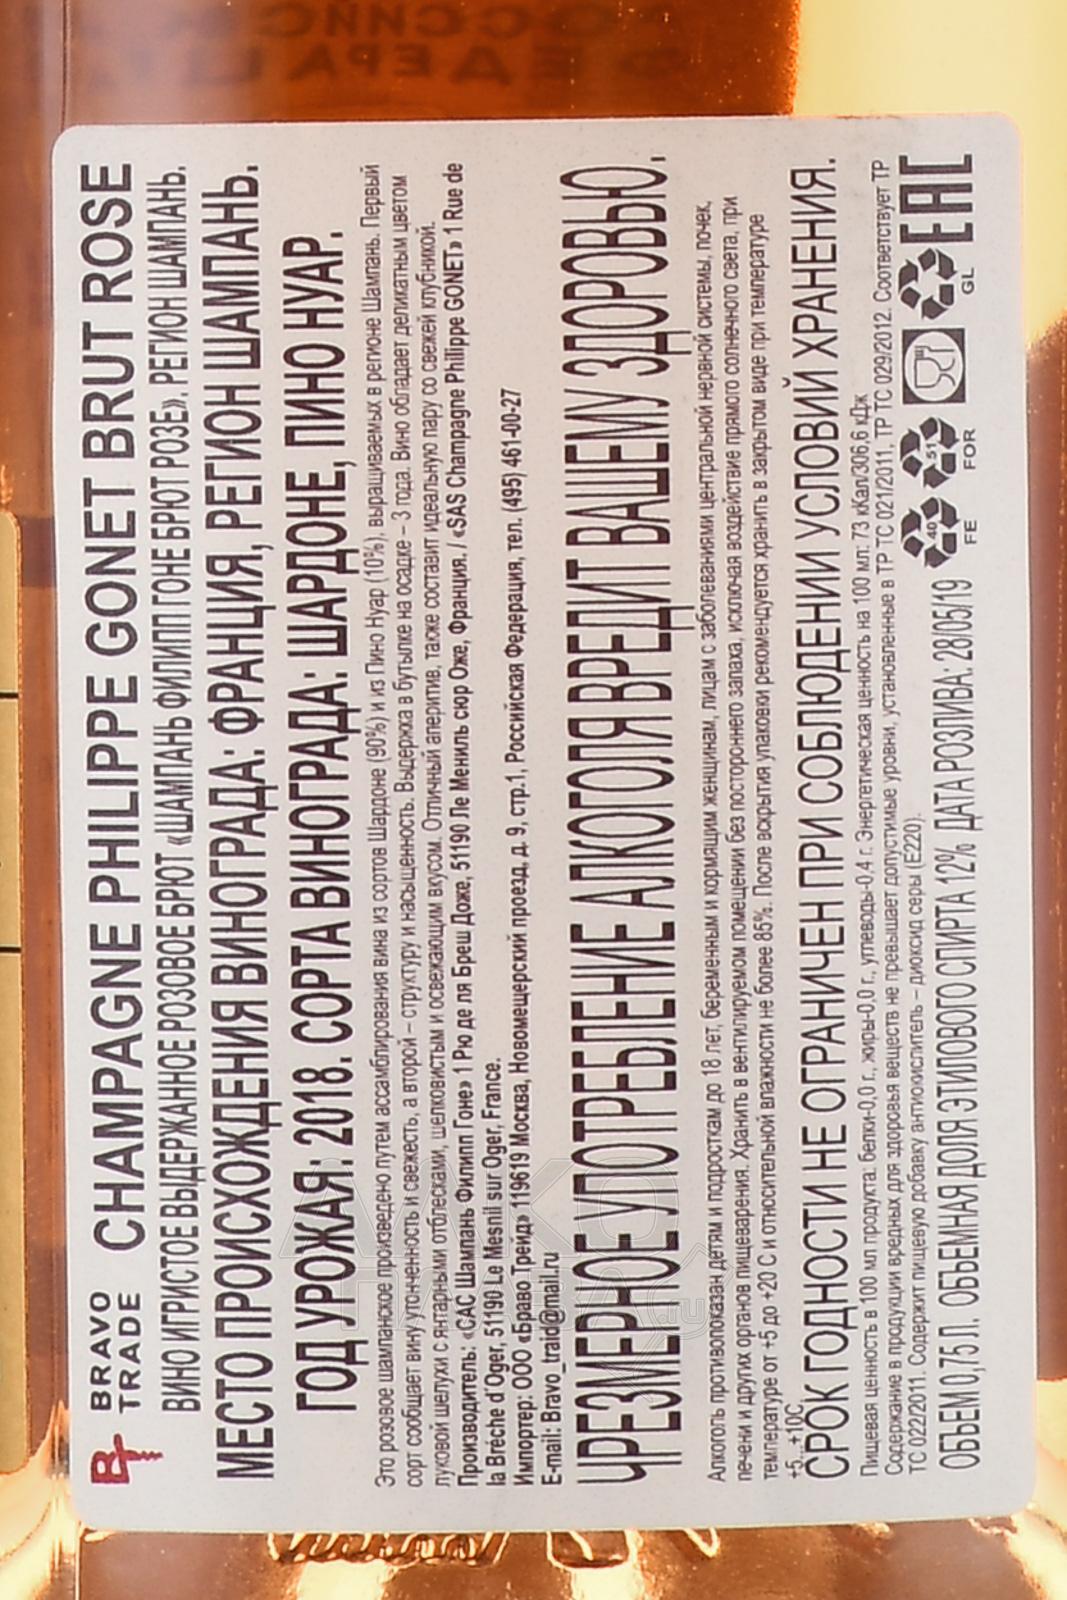 BRAVO
TRADE
CHAMPAGNE PHILIPPE GONET BRUT ROSE
ВИНО ИГРИСТОЕ ВЫДЕРЖАННОЕ РОЗОВОЕ БРЮТ «ШАМПАНЬ ФИЛИПП ГОНЕ БРЮТ РОЗЕ». РЕГИОН ШАМПАНЬ.
МЕСТО ПРОИСХОЖДЕНИЯ ВИНОГРАДА: ФРАНЦИЯ, РЕГИОН ШАМПАНЬ.
ГОД УРОЖАЯ: 2018. СОРТА ВИНОГРАДА: ШАРДОНЕ, ПИНО НУАР.
Это розовое шампанское произведено путем ассамблирования вина из сортов Шардоне (90%) и из Пино Нуар (10%), выращиваемых в регионе Шампань. Первый
сорт сообщает вину утонченность и свежесть, а второй – структуру и насыщенность. Выдержка в бутылке на осадке – 3 года. Вино обладает деликатным цветом
луковой шелухи с янтарными отблесками, шелковистым и освежающим вкусом. Отличный аперитив, также составит идеальную пару со свежей клубникой.
Производитель: «САС Шампань Филипп Гоне» 1 Рю де ля Бреш Доже, 51190 Ле Мениль сюр Оже, Франция. / «SAS Champagne Philippe GONET» 1 Rue de
la Bréche d'Oger, 51190 Le Mesnil sur Oger, France.
Импортер: ООО «Браво Трейд» 119619 Москва, Новомещерский проезд, д. 9, стр.1, Российская Федерация, тел. (495) 461-00-27
E-mail: Bravo_traid@mail.ru
ЧРЕЗМЕРНОЕ УПОТРЕБЛЕНИЕ АЛКОГОЛЯ ВРЕДИТ ВАШЕМУ ЗДОРОВЬЮ.
Алкоголь противопоказан детям и подросткам до 18 лет, беременным и кормящим женщинам, лицам с заболеваниями центральной нервной системы, почек,
печени и других органов пищеварения. Хранить в вентилируемом помещении без постороннего запаха, исключая воздействие прямого солнечного света, при
температуре от +5 до +20 С и относительной влажности не более 85%. После вскрытия упаковки рекомендуется хранить в закрытом виде при температуре
+5...+10С
СРОК ГОДНОСТИ НЕ ОГРАНИЧЕН ПРИ СОБЛЮДЕНИИ УСЛОВИЙ ХРАНЕНИЯ.
Пищевая ценность в 100 мл продукта: белки-0,0 г., жиры-0,0 г., углеводы-0,4 г. Энергетическая ценность на 100 мл: 73 кКал/306,6 кДж
Содержание в продукции вредных для здоровья веществ не превышает допустимые уровни, установленные в ТР ТС 021/2011, ТР ТС 029/2012. Соответствует ТР
ТС 022/2011. Содержит пищевую добавку антиокислитель – диоксид серы (Е220).
ОБЪЕМ 0,75 Л. ОБЪЕМНАЯ ДОЛЯ ЭТИЛОВОГО СПИРТА 12% ДАТА РОЗЛИВА: 28/05/19
40
FE
51
FOR
GL
EAC